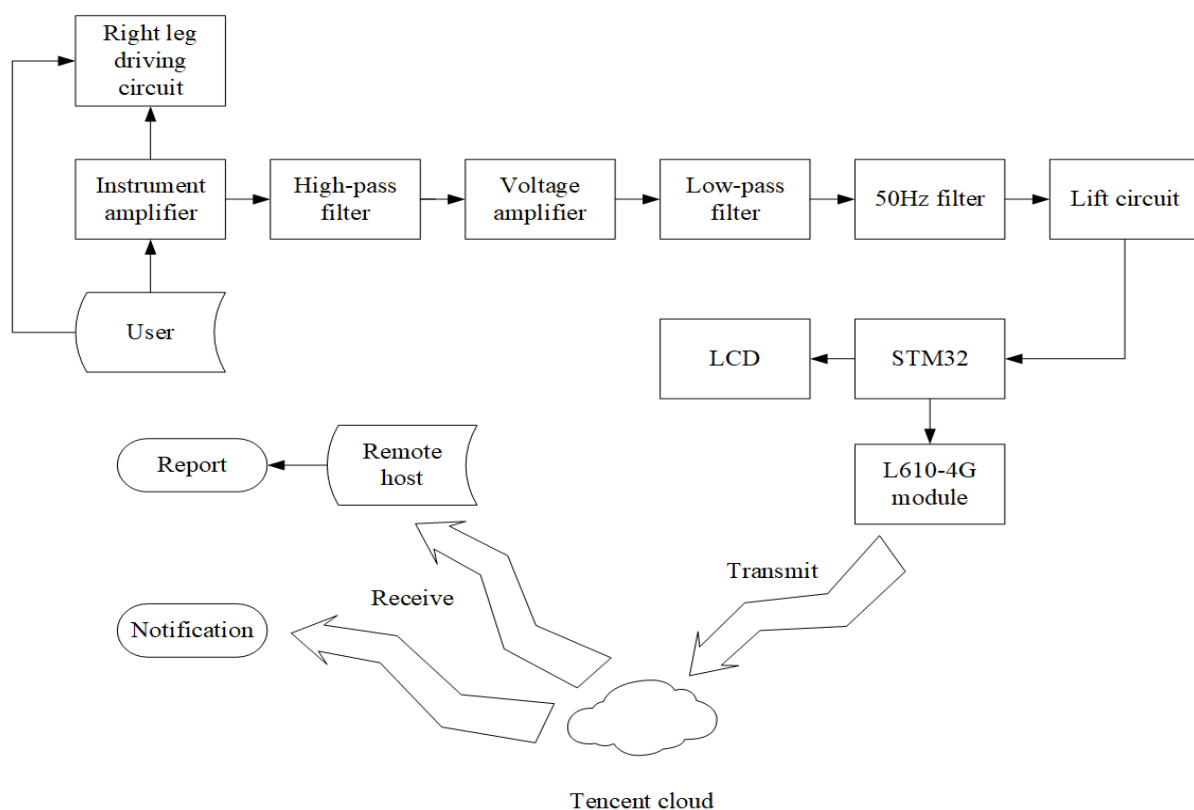 Right leg
driving
circuit
Instrument
amplifier
High-pass
filter
Voltage
amplifier
Low-pass
filter
50Hz filter
Lift circuit
User
LCD
STM32
Report
Remote
host
L610-4G
module
Transmit
Receive
Notification
Tencent cloud